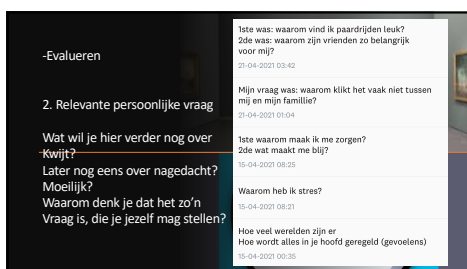 -Evalueren
2. Relevante persoonlijke vraag
Wat wil je hier verder nog over
Kwijt?
Later nog eens over nagedacht?
Moeilijk?
Waarom denk je dat het zo'n
Vraag is, die je jezelf mag stellen?
1ste was: waarom vind ik paardrijden leuk?
2de was: waarom zijn vrienden zo belangrijk
voor mij?
21-04-2021 03:42
Mijn vraag was: waarom klikt het vaak niet tussen
mij en mijn famillie?
21-04-2021 01:04
1ste waarom maak ik me zorgen?
2de wat maakt me blij?
15-04-2021 08:25
Waarom heb ik stres?
15-04-2021 08:21
Hoe veel werelden zijn er
Hoe wordt alles in je hoofd geregeld (gevoelens)
15-04-2021 00:35